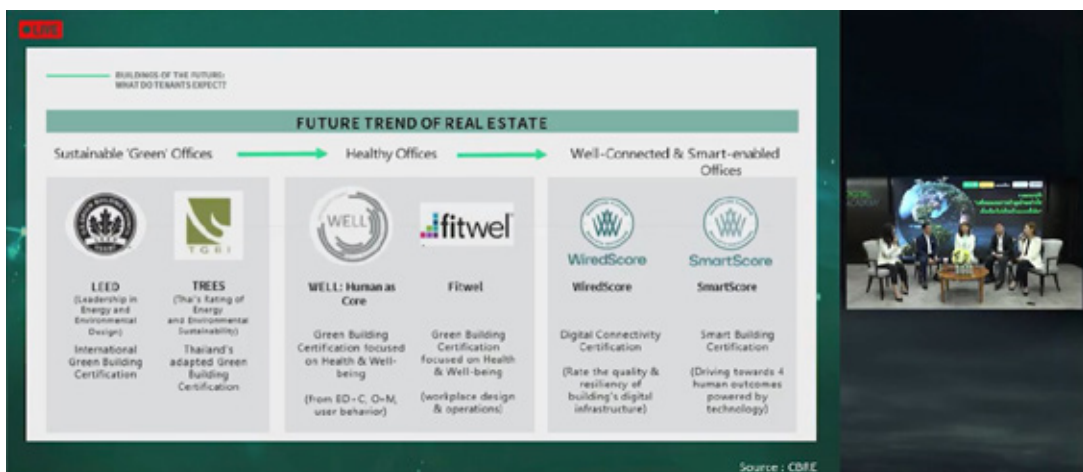 LIVE
BUILDINGS OF THE FUTURE:
WHAT DO TENANTS EXPECT?
FUTURE TREND OF REAL ESTATE
Sustainable 'Green' Offices
Healthy Offices
Well-Connected & Smart-enabled
Offices
TGBI
LEED
(Leadership in
Energy and
Environmental
Design)
International
Green Building
Certification
TREES
(Thai's Rating of
Energy
and Environmental
Sustainability)
Thailand's
adapted Green
Building
Certification
WELL
WELL: Human as
Core
Green Building
Certification focused
on Health & Well-
being
(from BD+C, O+M,
user behavior)
fitwel
Fitwel
Green Building
Certification
focused on Health
& Well-being
(workplace design
& operations)
WiredScore
WiredScore
Digital Connectivity
Certification
(Rate the quality &
resiliency of
building's digital
infrastructure)
SmartScore
SmartScore
Smart Building
Certification
(Driving towards 4
human outcomes
powered by
technology)
Source : CBRE